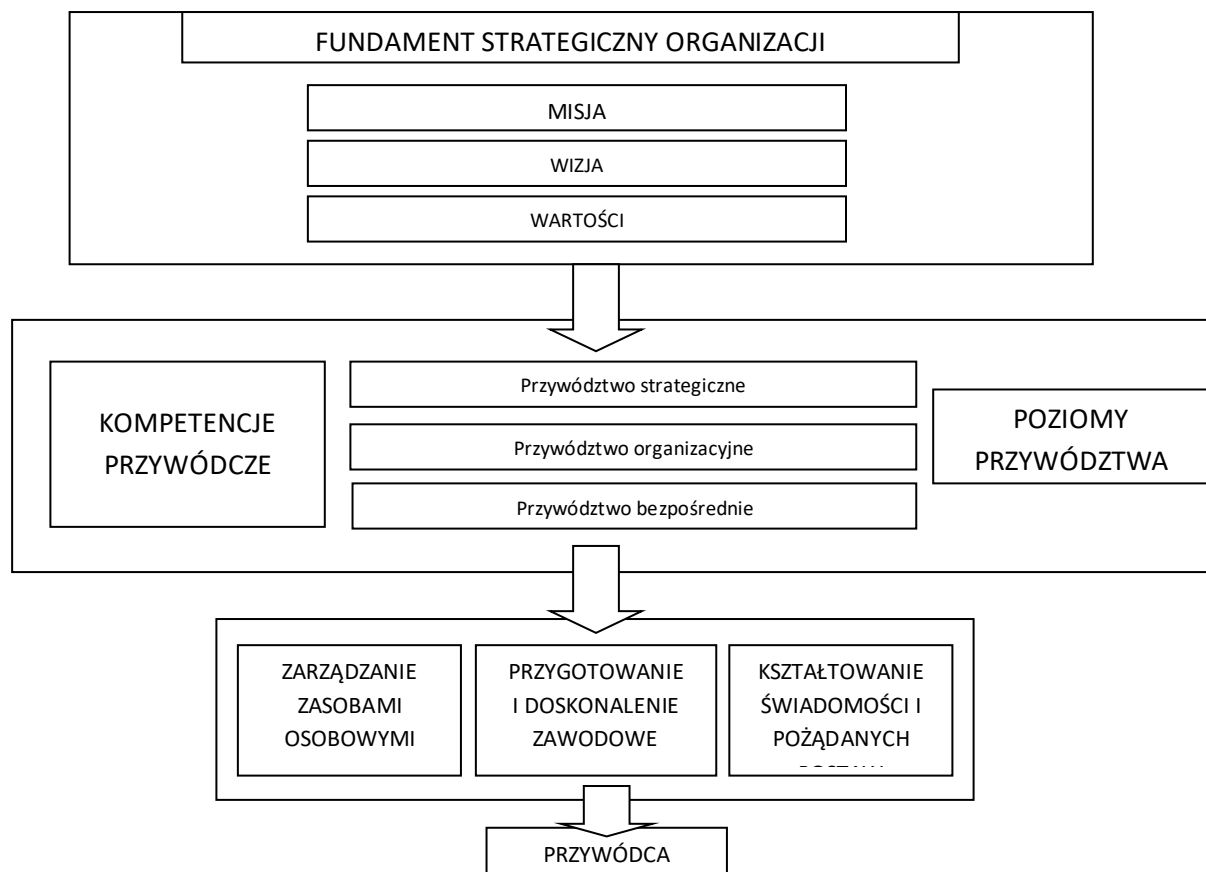 FUNDAMENT STRATEGICZNY ORGANIZACJI
MISJA
WIZJA
WARTOŚCI
KOMPETENCJE
PRZYWÓDCZE
Przywództwo strategiczne
Przywództwo organizacyjne
Przywództwo bezpośrednie
POZIOMY
PRZYWÓDZTWA
ZARZĄDZANIE
ZASOBAMI
OSOBOWYMI
PRZYGOTOWANIE
I DOSKONALENIE
ZAWODOWE
KSZTAŁTOWANIE
ŚWIADOMOŚCI I
POŻĄDANYCH
PRZYWÓDCA